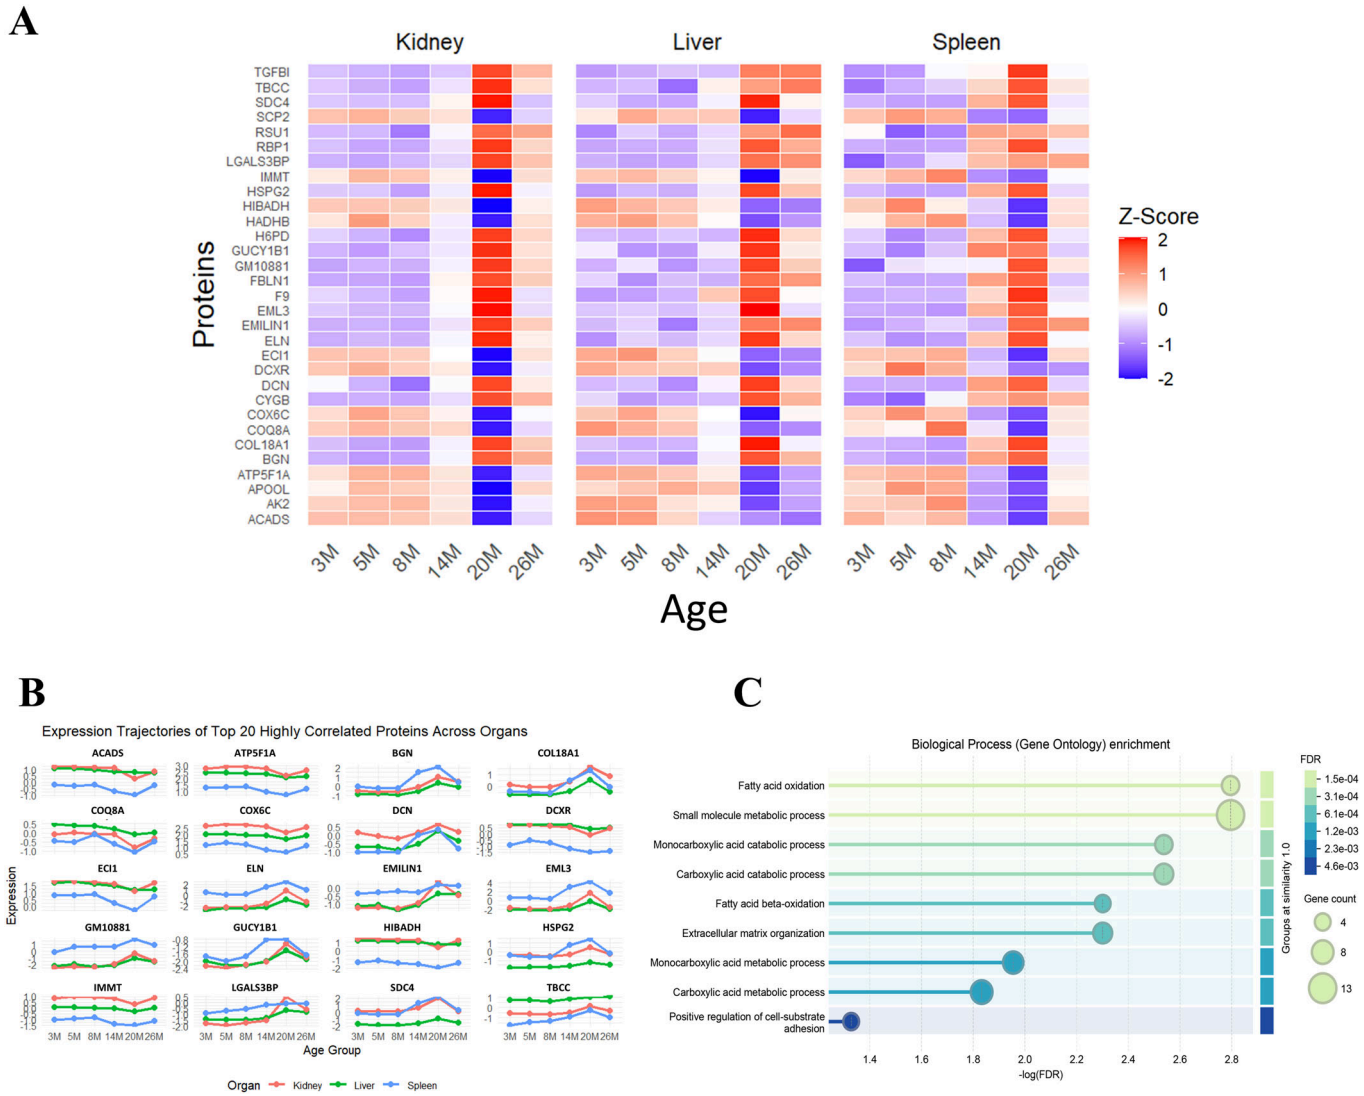 A
Kidney
Liver
Spleen
TGFBI
TBCC
SDC4
SCP2
RSU1
RBP1
LGALS3BP
IMMT
HSPG2
HIBADH
HADHB
H6PD
GUCY1B1
GM10881
FBLN1
F9
EML3
EMILIN1
ELN
ECI1
DCXR
DCN
CYGB
COX6C
COQ8A
COL18A1
BGN
ATP5F1A
APOOL
AK2
ACADS
Proteins
3M 5M 8M 14M 20M 26M
3M 5M 8M 14M 20M 26M
3M 5M 8M 14M 20M 26M
Age
Z-Score
2
1
0
-1
-2
B
Expression Trajectories of Top 20 Highly Correlated Proteins Across Organs
ACADS
ATP5F1A
BGN
COL18A1
COQ8A
COX6C
DCN
DCXR
ECI1
ELN
EMILIN1
EML3
GM10881
GUCY1B1
HIBADH
HSPG2
IMMT
LGALS3BP
SDC4
TBCC
Expression
3M 5M 8M 14M 20M 26M
3M 5M 8M 14M 20M 26M
3M 5M 8M 14M 20M 26M
3M 5M 8M 14M 20M 26M
Age Group
Organ Kidney Liver Spleen
C
Biological Process (Gene Ontology) enrichment
Fatty acid oxidation
Small molecule metabolic process
Monocarboxylic acid catabolic process
Carboxylic acid catabolic process
Fatty acid beta-oxidation
Extracellular matrix organization
Monocarboxylic acid metabolic process
Carboxylic acid metabolic process
Positive regulation of cell-substrate
adhesion
1.4 1.6 1.8 2.0 2.2 2.4 2.6 2.8
-log(FDR)
Groups at similarity 1.0
FDR
1.5e-04
3.1e-04
6.1e-04
1.2e-03
2.3e-03
4.6e-03
Gene count
4
8
13